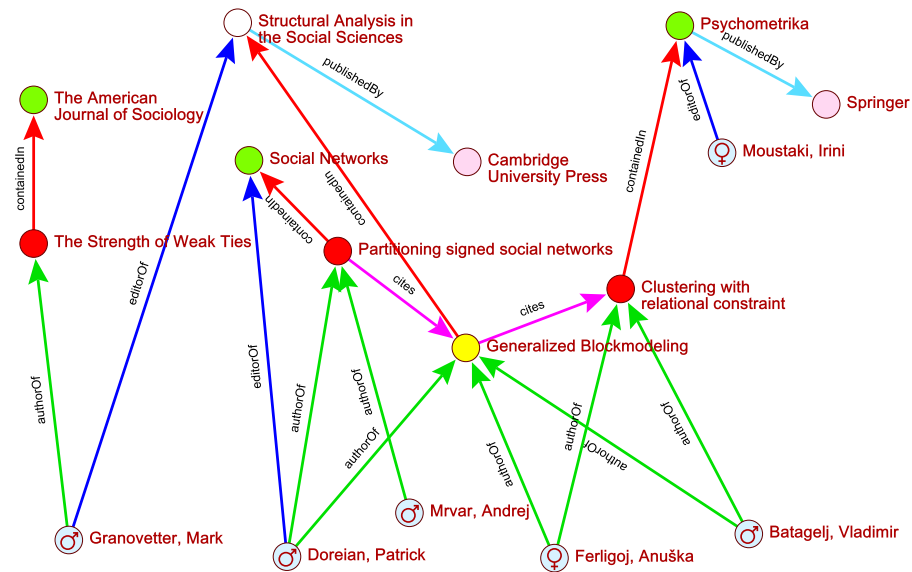 Structural Analysis in
the Social Sciences
Psychometrika
publishedBy
publishedBy
The American
Journal of Sociology
editorOf
Springer
containedIn
Social Networks
Cambridge
University Press
Moustaki, Irini
containedIn
containedIn
containedIn
The Strength of Weak Ties
Partitioning signed social networks
editorOf
cites
Clustering with
relational constraint
cites
Generalized Blockmodeling
editorOf
authorOf
authorOf
authorOf
authorOf
authorOf
authorOf
authorOf
authorOf
authorOf
Granovetter, Mark
Mrvar, Andrej
Doreian, Patrick
Ferligoj, Anuška
Batagelj, Vladimir